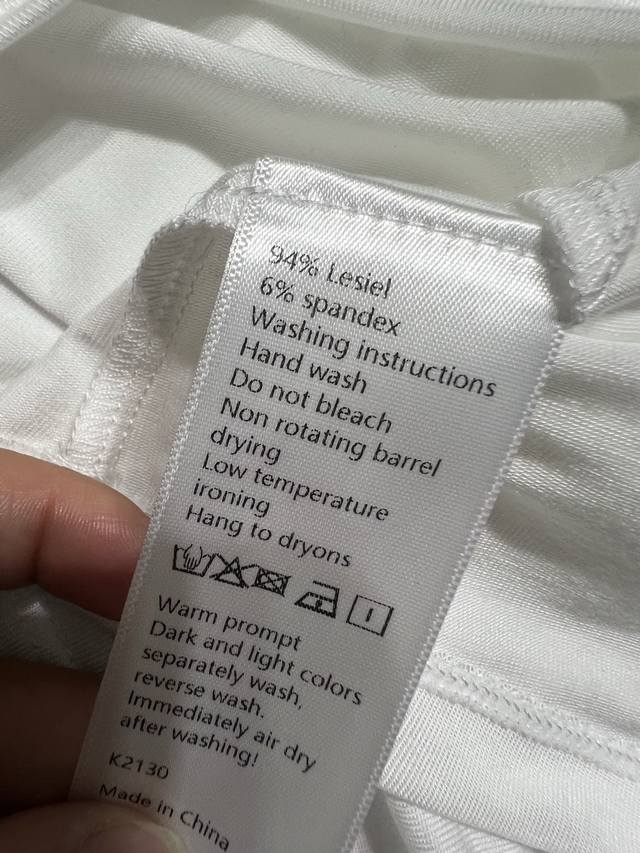 94% Lesiel
6% spandex
Washing instructions
Hand wash
Do not bleach
Non rotating barrel
drying
Low temperature
ironing
Hang to dryons
Warm prompt
Dark and light colors
separately wash,
reverse wash.
Immediately air dry
after washing!
K2130
Made in China